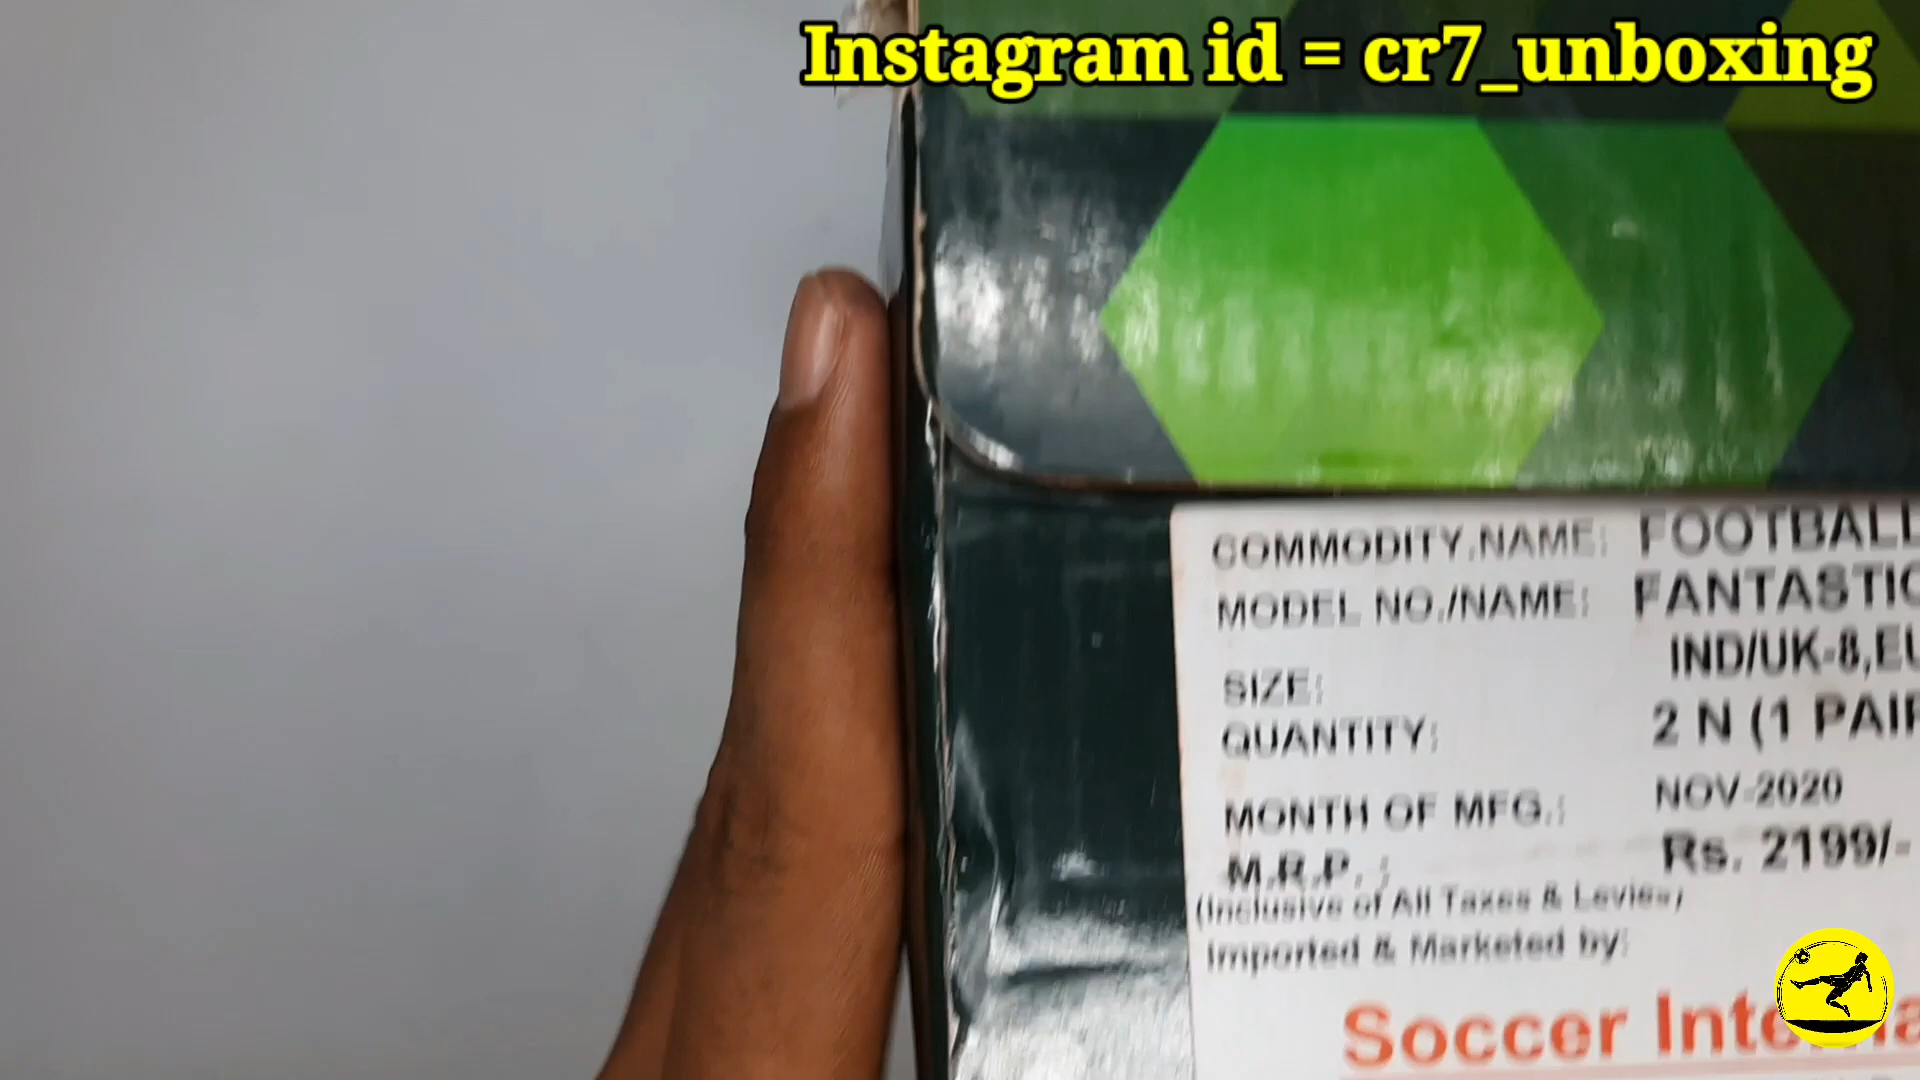 Instagram id = cr7_unboxing
COMMODITY.NAME: FOOTBALL
MODEL NO./NAME: FANTASTIC
IND/UK-8,EU
SIZE:
QUANTITY: 2 N (1 PAIR
MONTH OF MFG.: NOV-2020
M.R.P. : Rs. 2199/-
(Inclusive of All Taxes & Levies)
Imported & Marketed by:
Soccer Interna